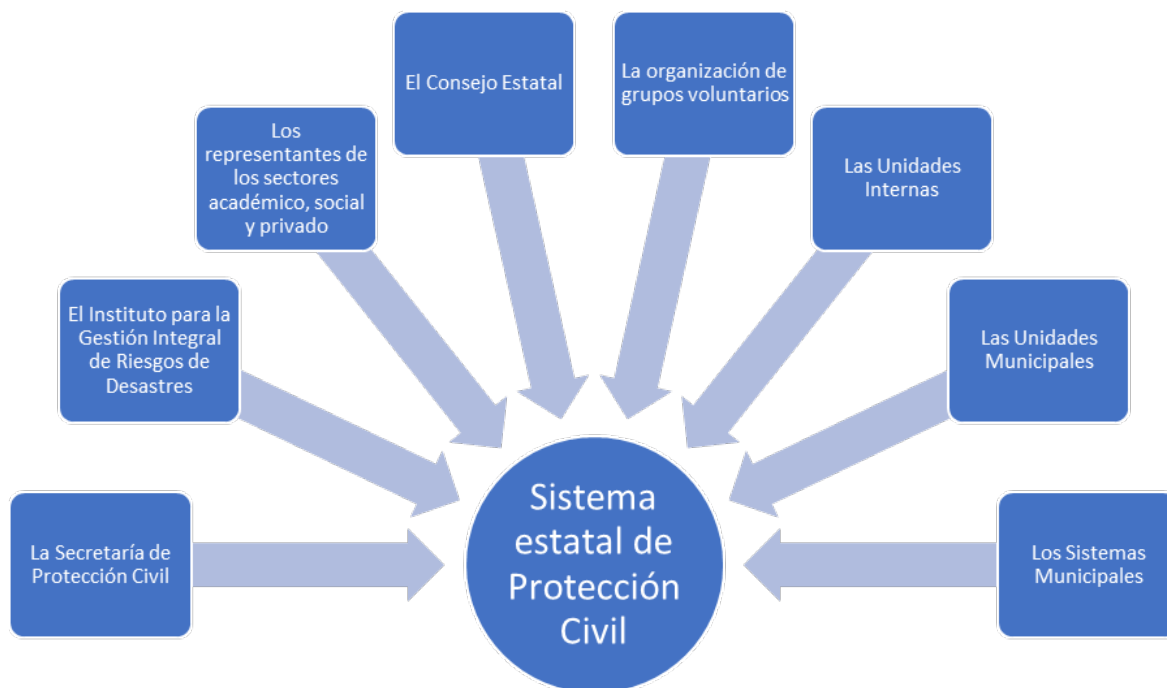 El Consejo Estatal
La organización de
grupos voluntarios
Los
representantes de
los sectores
académico, social
y privado
Las Unidades
Internas
El Instituto para la
Gestión Integral
de Riesgos de
Desastres
Las Unidades
Municipales
La Secretaría de
Protección Civil
Sistema
estatal de
Protección
Civil
Los Sistemas
Municipales